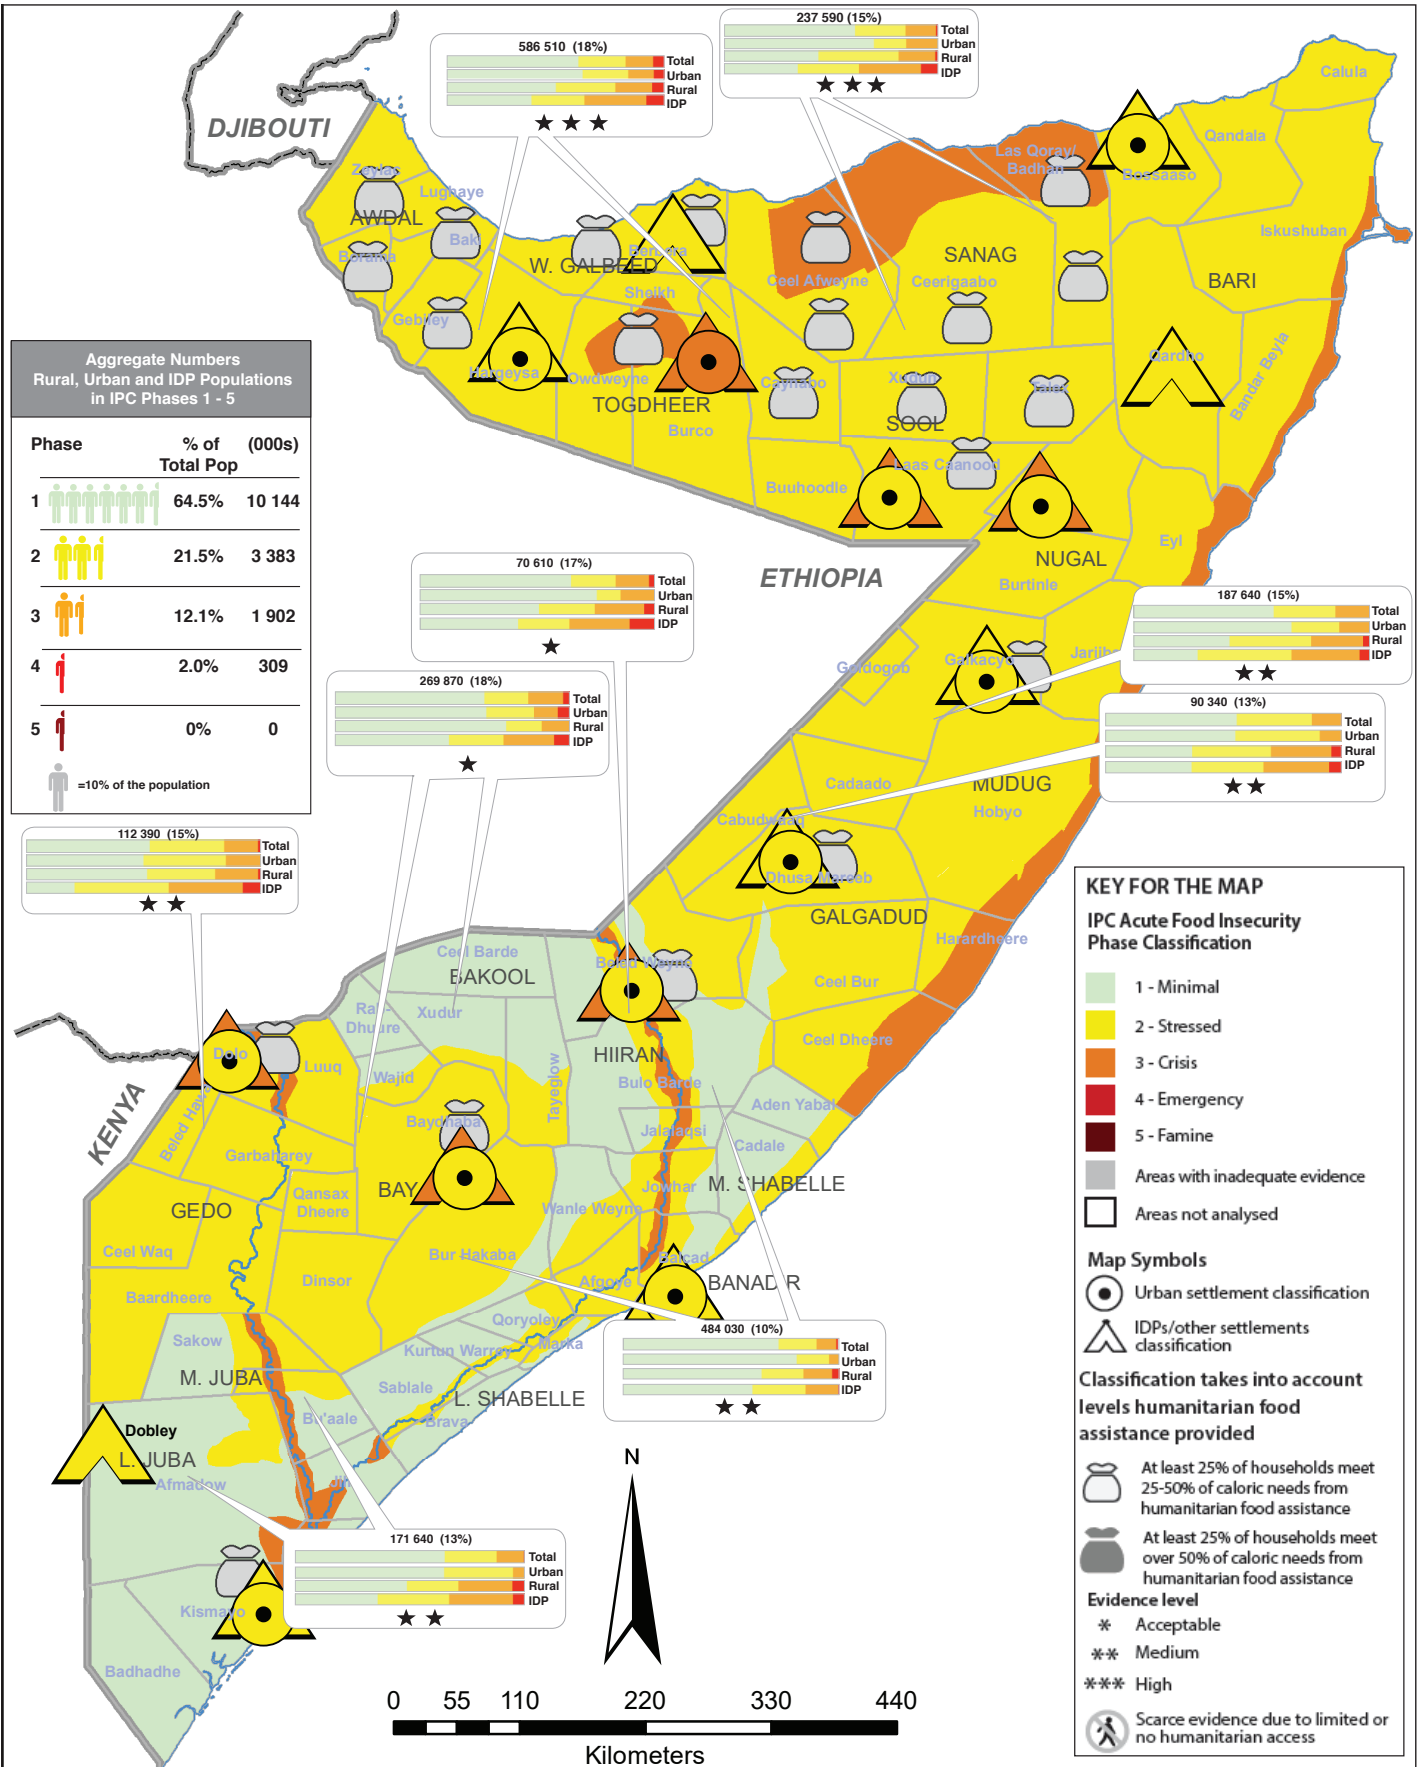 237 590 (15%)
Total
Urban
Rural
IDP
586 510 (18%)
Total
Urban
Rural
IDP
DJIBOUTI
Calula
Qandala
Bossaaso
Las Qoray/
Badhan
Zeylac
Lughaye
AWDAL
Baki
Borama
W. GALBEED
Berbera
Iskushuban
SANAG
BARI
Ceel Afweyne
Ceerigaabo
Sheikh
Gebiley
Hargeysa
Owdweyne
Caynabo
Xudun
Talex
Qardho
Bandar Beyla
TOGDHEER
SOOL
Burco
Laas Caanood
Buuhoodle
Eyl
NUGAL
Burtinle
ETHIOPIA
Aggregate Numbers
Rural, Urban and IDP Populations
in IPC Phases 1 - 5
Phase % of (000s)
Total Pop
1 64.5% 10 144
2 21.5% 3 383
3 12.1% 1 902
4 2.0% 309
5 0% 0
=10% of the population
70 610 (17%)
Total
Urban
Rural
IDP
187 640 (15%)
Total
Urban
Rural
IDP
Goldogob
Galkacyo
269 870 (18%)
Total
Urban
Rural
IDP
90 340 (13%)
Total
Urban
Rural
IDP
Cadaado
MUDUG
Hobyo
Cabudwaaq
Dhusa Mareeb
GALGADUD
Harardheere
Ceel Bur
Ceel Dheere
112 390 (15%)
Total
Urban
Rural
IDP
Ceel Barde
BAKOOL
Belad Weyne
Rab-
Dhuure
Xudur
HIIRAN
Dolo
Luuq
Wajid
Tayeglow
Bulo Barde
Aden Yabal
KENYA
Beled Hawa
Baydhaba
Jalalaqsi
Cadale
Garbaharey
BAY
Qansax
Dheere
Jowhar
M. SHABELLE
GEDO
Wanle Weyne
Ceel Waq
Bur Hakaba
Balcad
Dinsor
Afgoye
BANADIR
Baardheere
Qoryoley
484 030 (10%)
Total
Urban
Rural
IDP
Sakow
Kurtun Warrey
Marka
M. JUBA
Sablale
L. SHABELLE
Bu'aale
Brava
Dobley
L. JUBA
Afmadow
Jilib
171 640 (13%)
Total
Urban
Rural
IDP
Kismayo
Badhadhe
N
0 55 110 220 330 440
Kilometers
KEY FOR THE MAP
IPC Acute Food Insecurity
Phase Classification
1 - Minimal
2 - Stressed
3 - Crisis
4 - Emergency
5 - Famine
Areas with inadequate evidence
Areas not analysed
Map Symbols
Urban settlement classification
IDPs/other settlements
classification
Classification takes into account
levels humanitarian food
assistance provided
At least 25% of households meet
25-50% of caloric needs from
humanitarian food assistance
At least 25% of households meet
over 50% of caloric needs from
humanitarian food assistance
Evidence level
* Acceptable
** Medium
*** High
Scarce evidence due to limited or
no humanitarian access